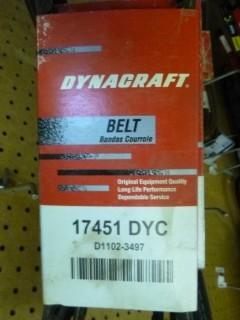 DYNACRAFT
BELT
Bandas Courroie
Original Equipment Quality
Long Life Performance
Dependable Service
17451 DYC
D1102-3497